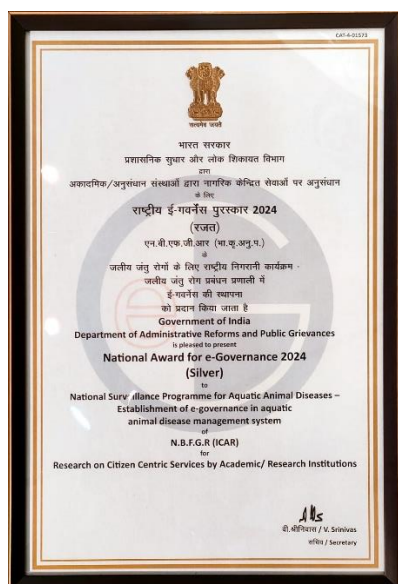 CAT-4-01573
सत्यमेव जयते
भारत सरकार
प्रशासनिक सुधार और लोक शिकायत विभाग
द्वारा
अकादमिक/अनुसंधान संस्थाओं द्वारा नागरिक केन्द्रित सेवाओं पर अनुसंधान
के लिए
राष्ट्रीय ई-गवर्नेंस पुरस्कार 2024
(रजत)
एन.बी.एफ.जी.आर (भा.कृ.अनु.प.)
के
जलीय जंतु रोगों के लिए राष्ट्रीय निगरानी कार्यक्रम -
जलीय जंतु रोग प्रबंधन प्रणाली में
ई-गवर्नेंस की स्थापना
को प्रदान किया जाता है
Government of India
Department of Administrative Reforms and Public Grievances
is pleased to present
National Award for e-Governance 2024
(Silver)
to
National Surveillance Programme for Aquatic Animal Diseases –
Establishment of e-governance in aquatic
animal disease management system
of
N.B.F.G.R (ICAR)
for
Research on Citizen Centric Services by Academic/ Research Institutions
वी.श्रीनिवास / V. Srinivas
सचिव / Secretary